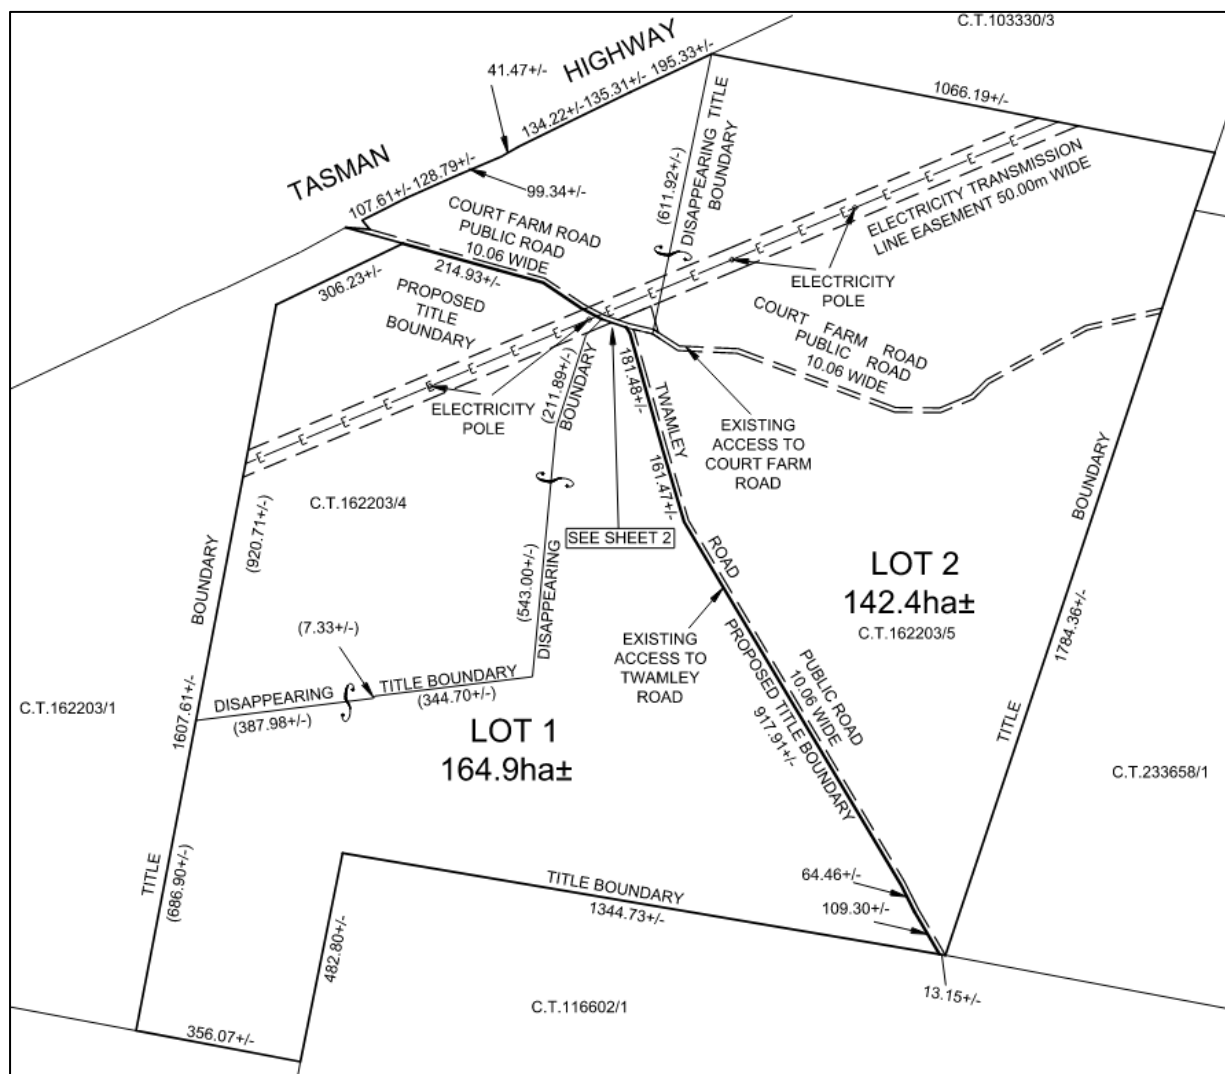 C.T.103330/3
TASMAN HIGHWAY
41.47+/-
134.22+/-
135.31+/-
195.33+/-
1066.19+/-
107.61+/-
128.79+/-
99.34+/-
COURT FARM ROAD
PUBLIC ROAD
10.06 WIDE
(611.92+/-)
DISAPPEARING TITLE
BOUNDARY
ELECTRICITY TRANSMISSION
LINE EASEMENT 50.00m WIDE
306.23+/-
214.93+/-
PROPOSED
TITLE
BOUNDARY
ELECTRICITY
POLE
COURT FARM ROAD
PUBLIC ROAD
10.06 WIDE
E E E E E E E E E E E E E E E
ELECTRICITY
POLE
(211.89+/-)
BOUNDARY
181.48+/-
TWAMLEY
EXISTING
ACCESS TO
COURT FARM
ROAD
161.47+/-
C.T.162203/4
(920.71+/-)
BOUNDARY
SEE SHEET 2
(543.00+/-)
DISAPPEARING
ROAD
LOT 2
142.4ha±
C.T.162203/5
BOUNDARY
1784.36+/-
TITLE
(7.33+/-)
EXISTING
ACCESS TO
TWAMLEY
ROAD
PROPOSED TITLE BOUNDARY
917.91+/-
PUBLIC ROAD
10.06 WIDE
DISAPPEARING
(387.98+/-)
TITLE BOUNDARY
(344.70+/-)
C.T.162203/1
1607.61+/-
LOT 1
164.9ha±
C.T.233658/1
TITLE
(686.90+/-)
TITLE BOUNDARY
1344.73+/-
64.46+/-
109.30+/-
482.80+/-
13.15+/-
C.T.116602/1
356.07+/-